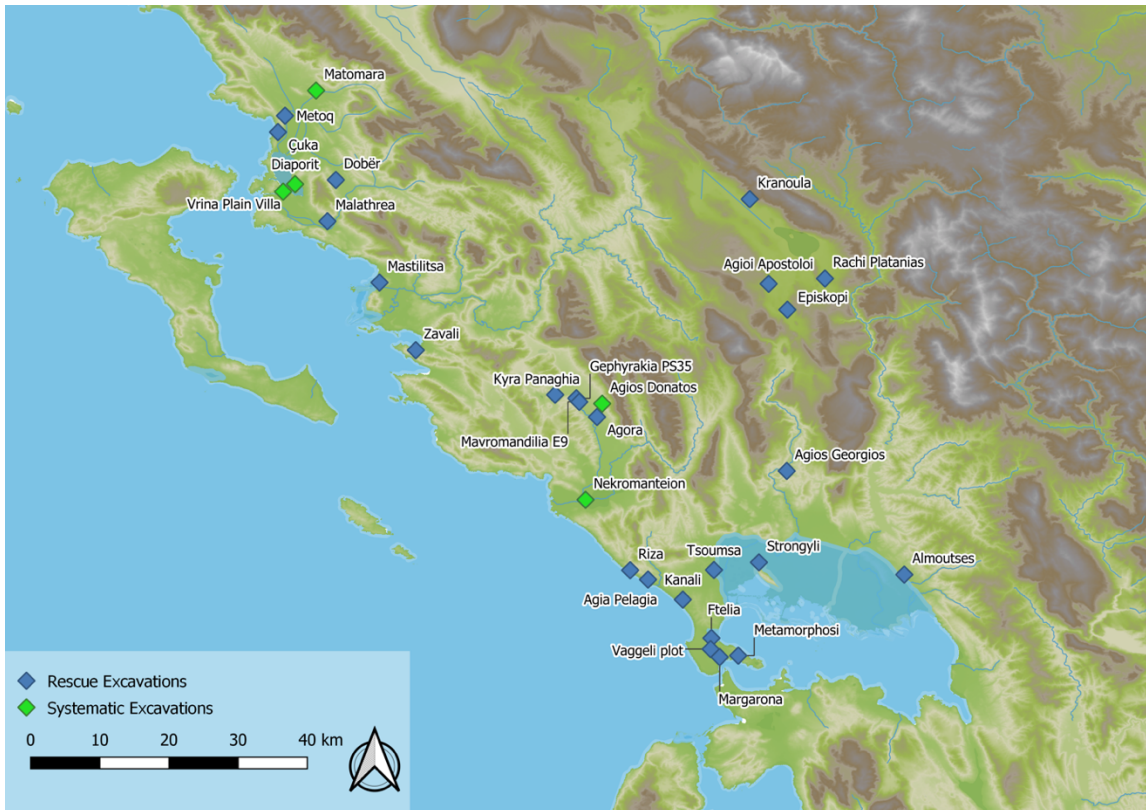 Matomara
Metoq
Çuka
Diaporit
Dobër
Vrina Plain Villa
Malathrea
Kranoula
Mastilitsa
Agioi Apostoloi
Rachi Platanias
Episkopi
Zavali
Gephyrakia PS35
Kyra Panaghia
Agios Donatos
Agora
Mavromandilia E9
Agios Georgios
Nekromanteion
Riza
Tsoumsa
Strongyli
Almoutses
Kanali
Agia Pelagia
Ftelia
Metamorphosi
Vaggeli plot
Margarona
Rescue Excavations
Systematic Excavations
0 10 20 30 40 km